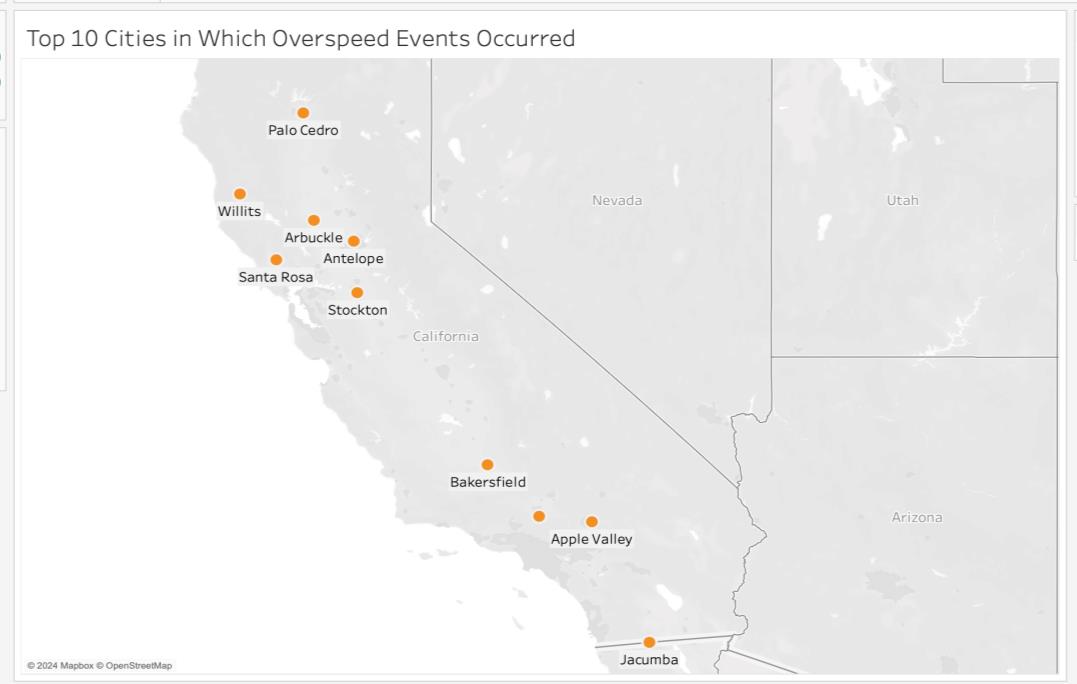 Top 10 Cities in Which Overspeed Events Occurred
Palo Cedro
Nevada
Utah
Willits
Arbuckle
Antelope
Santa Rosa
Stockton
California
Bakersfield
Arizona
Apple Valley
Jacumba
© 2024 Mapbox © OpenStreetMap